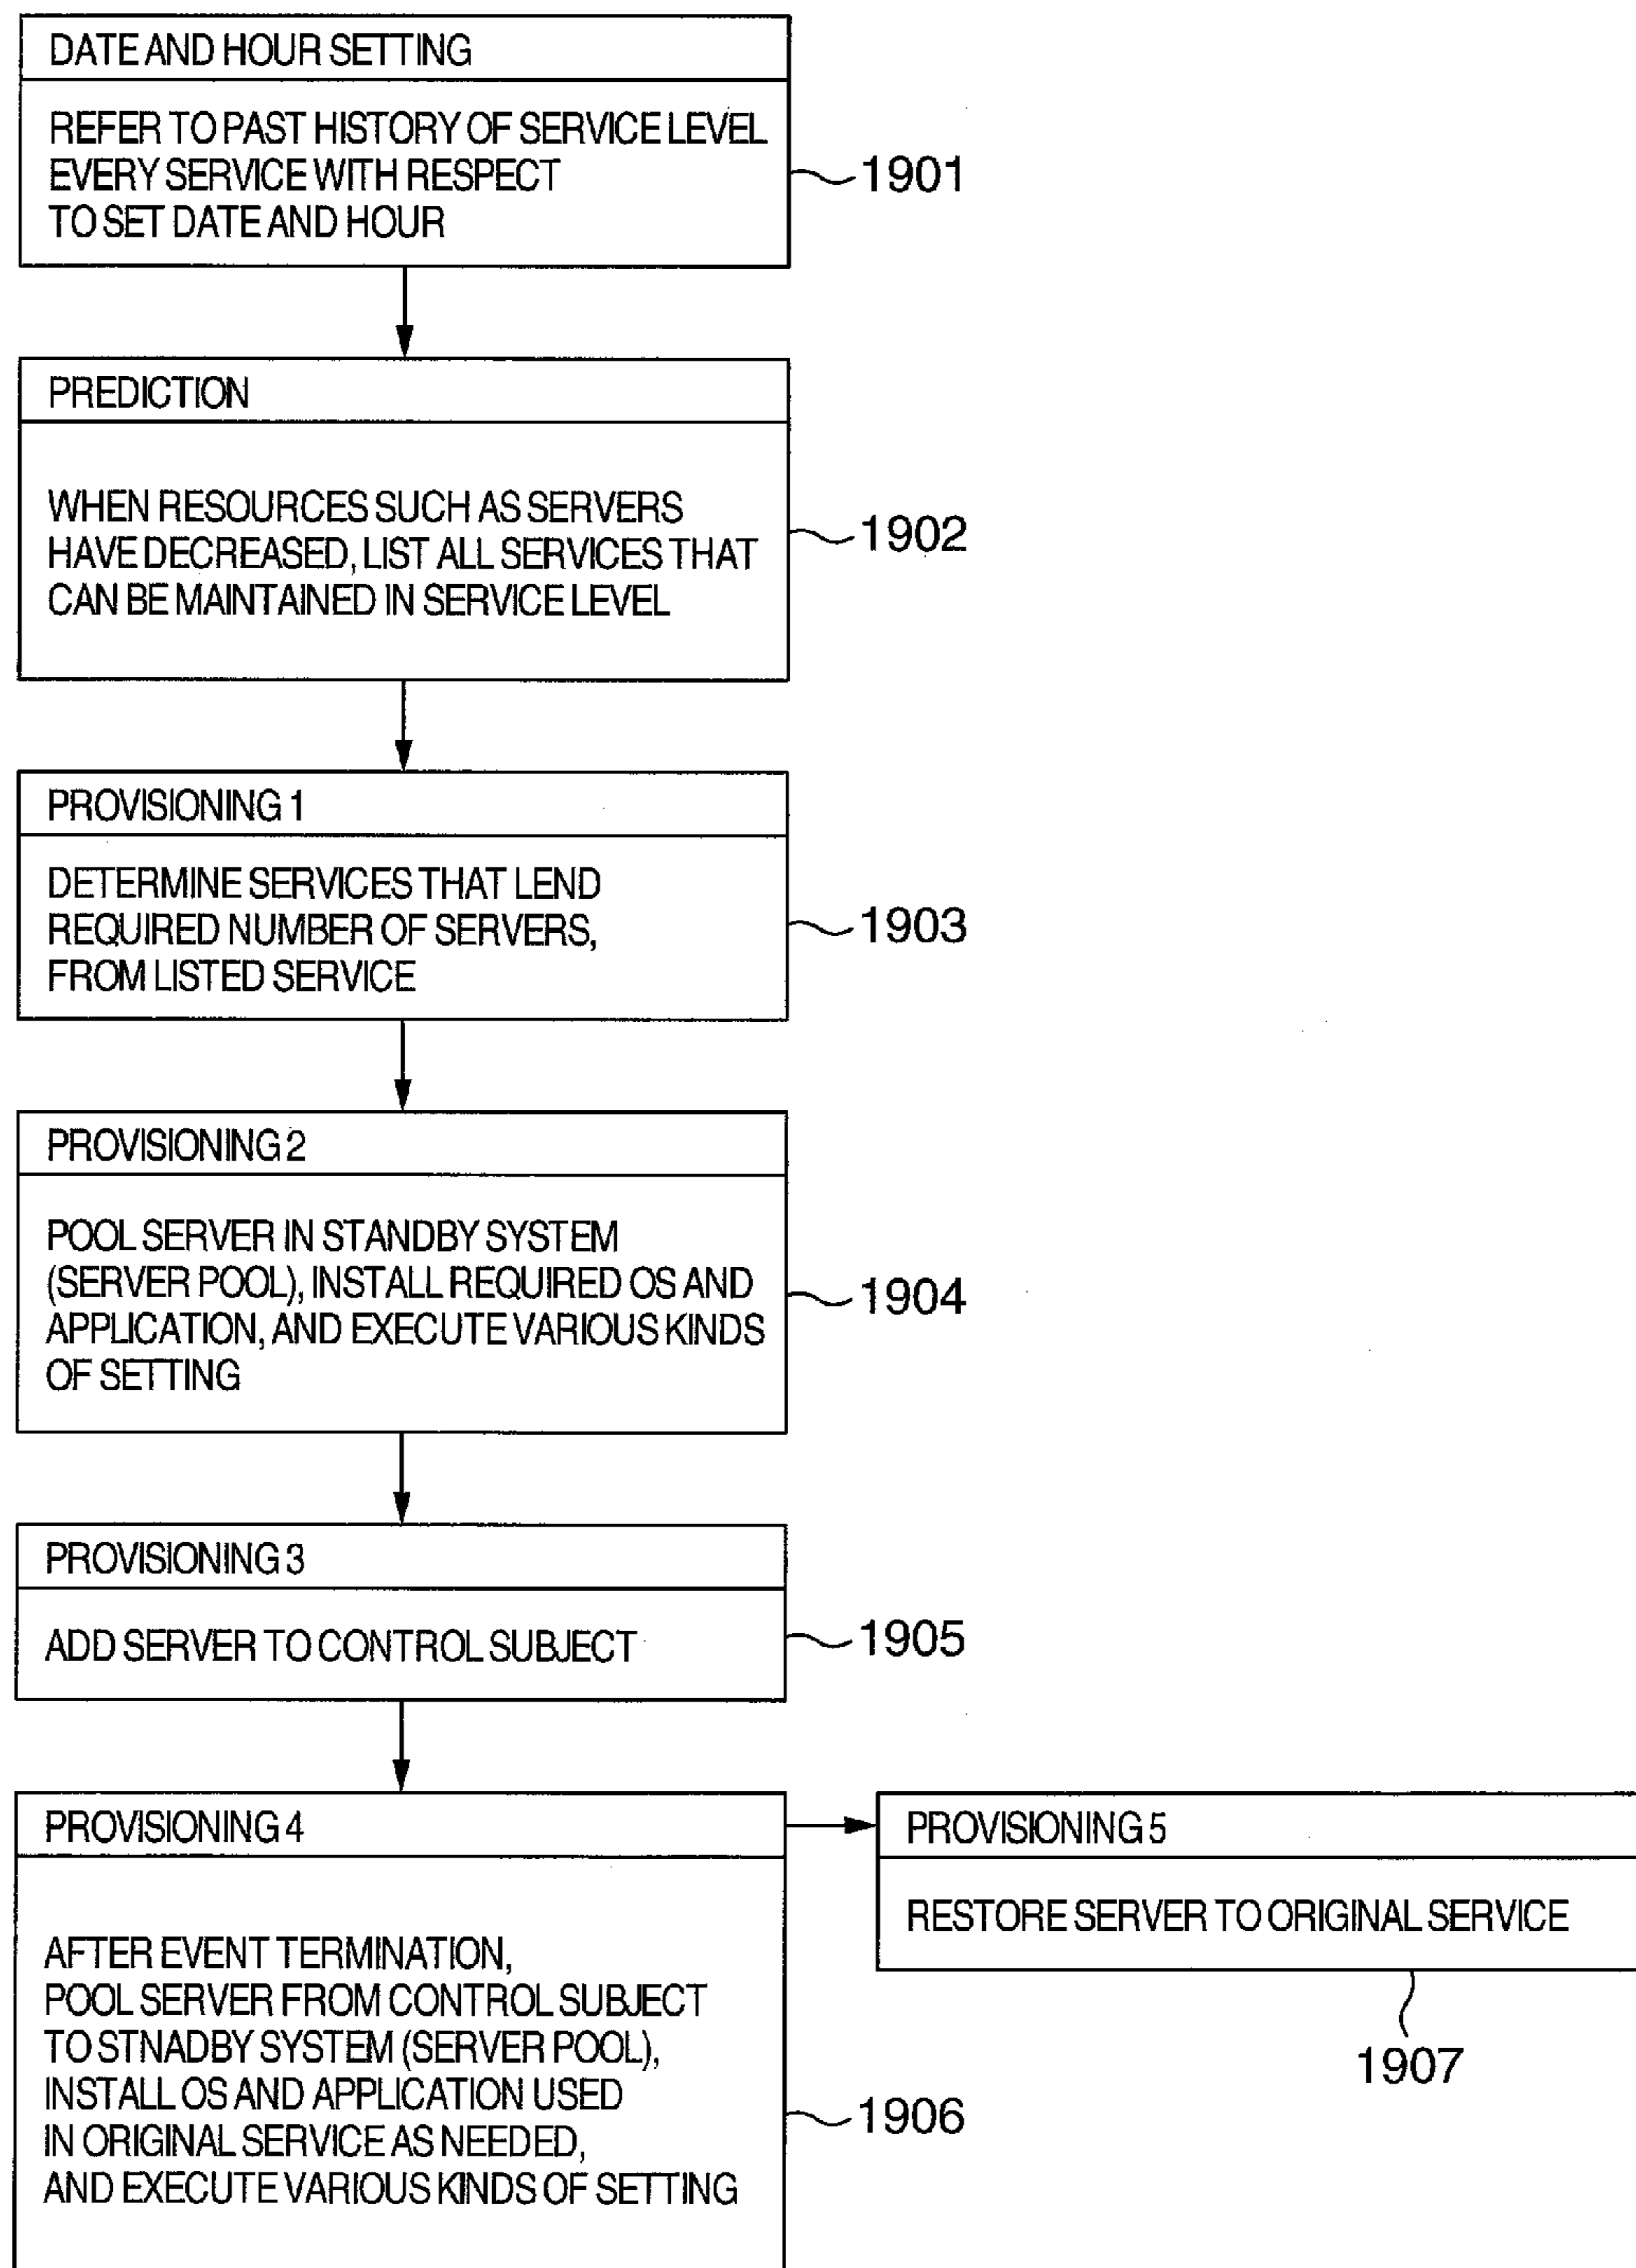 DATE AND HOUR SETTING
REFER TO PAST HISTORY OF SERVICE LEVEL
EVERY SERVICE WITH RESPECT
TO SET DATE AND HOUR
1901
PREDICTION
WHEN RESOURCES SUCH AS SERVERS
HAVE DECREASED, LIST ALL SERVICES THAT
CAN BE MAINTAINED IN SERVICE LEVEL
1902
PROVISIONING 1
DETERMINE SERVICES THAT LEND
REQUIRED NUMBER OF SERVERS,
FROM LISTED SERVICE
1903
PROVISIONING 2
POOL SERVER IN STANDBY SYSTEM
(SERVER POOL), INSTALL REQUIRED OS AND
APPLICATION, AND EXECUTE VARIOUS KINDS
OF SETTING
1904
PROVISIONING 3
ADD SERVER TO CONTROL SUBJECT
1905
PROVISIONING 4
AFTER EVENT TERMINATION,
POOL SERVER FROM CONTROL SUBJECT
TO STNADBY SYSTEM (SERVER POOL),
INSTALL OS AND APPLICATION USED
IN ORIGINAL SERVICE AS NEEDED,
AND EXECUTE VARIOUS KINDS OF SETTING
1906
PROVISIONING 5
RESTORE SERVER TO ORIGINAL SERVICE
1907